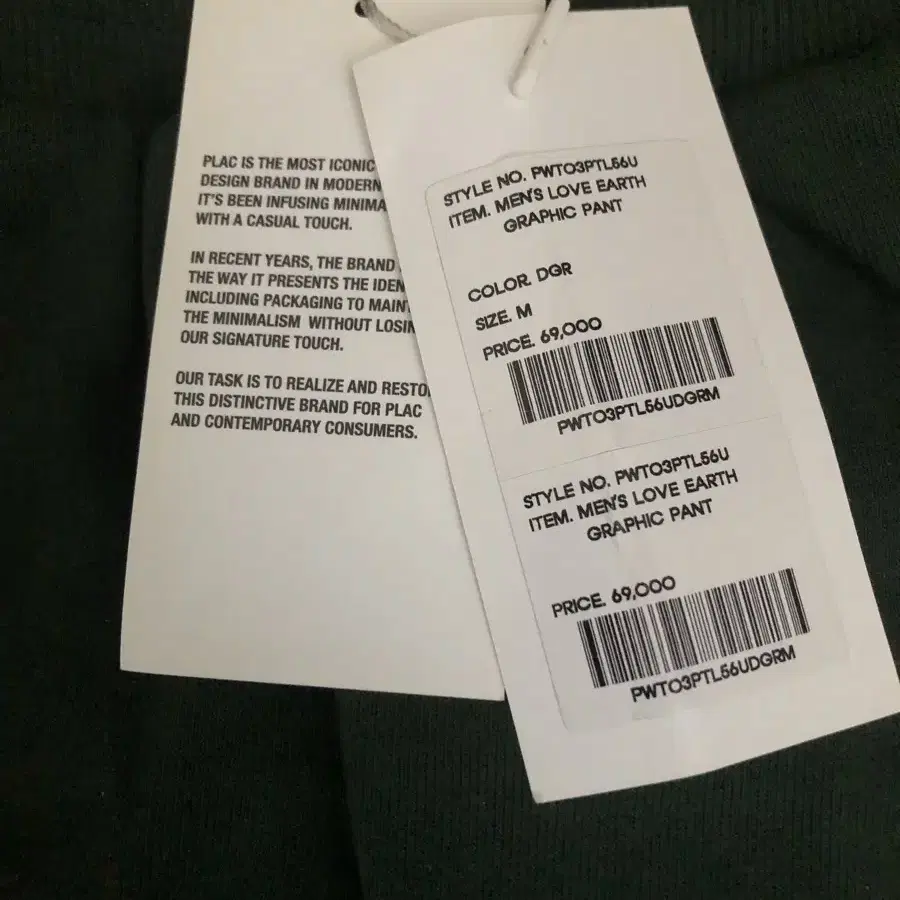 PLAC IS THE MOST ICONIC
DESIGN BRAND IN MODERN
IT'S BEEN INFUSING MINIMA
WITH A CASUAL TOUCH.
IN RECENT YEARS, THE BRAND
THE WAY IT PRESENTS THE IDEN
INCLUDING PACKAGING TO MAIN
THE MINIMALISM WITHOUT LOSIN
OUR SIGNATURE TOUCH.
OUR TASK IS TO REALIZE AND RESTO
THIS DISTINCTIVE BRAND FOR PLAC
AND CONTEMPORARY CONSUMERS.
STYLE NO. PWTO3PTL56U
ITEM. MEN'S LOVE EARTH
GRAPHIC PANT
COLOR. DGR
SIZE. M
PRICE. 69,000
PWTO3PTL56UDGRM
STYLE NO. PWTO3PTL56U
ITEM. MEN'S LOVE EARTH
GRAPHIC PANT
PRICE. 69,000
PWTO3PTL56UDGRM